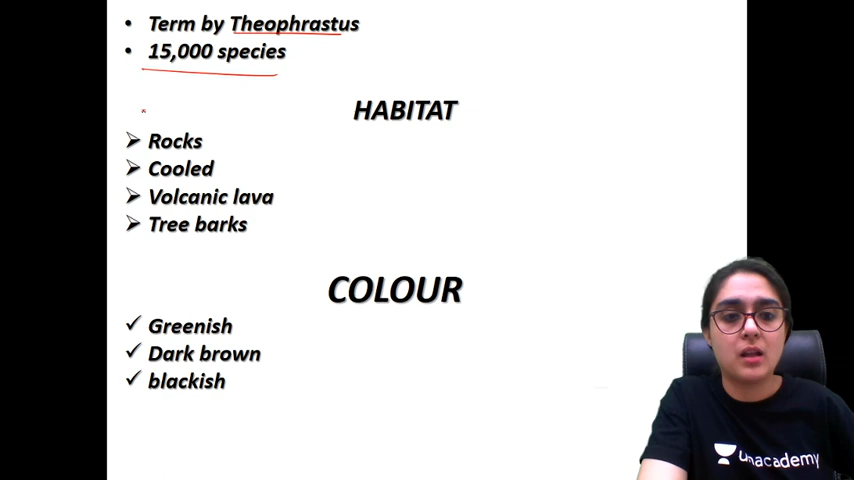 • Term by Theophrastus
• 15,000 species
HABITAT
➢ Rocks
➢ Cooled
➢ Volcanic lava
➢ Tree barks
COLOUR
✓ Greenish
✓ Dark brown
✓ blackish
unacademy